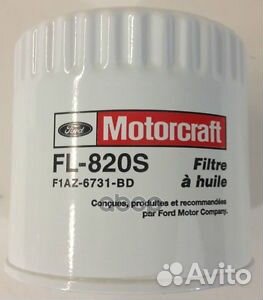 Ford
Motorcraft
FL-820S
Filtre
à huile
F1AZ-6731-BD
Conçues, produites et recommandées
par Ford Motor Company.
Avito